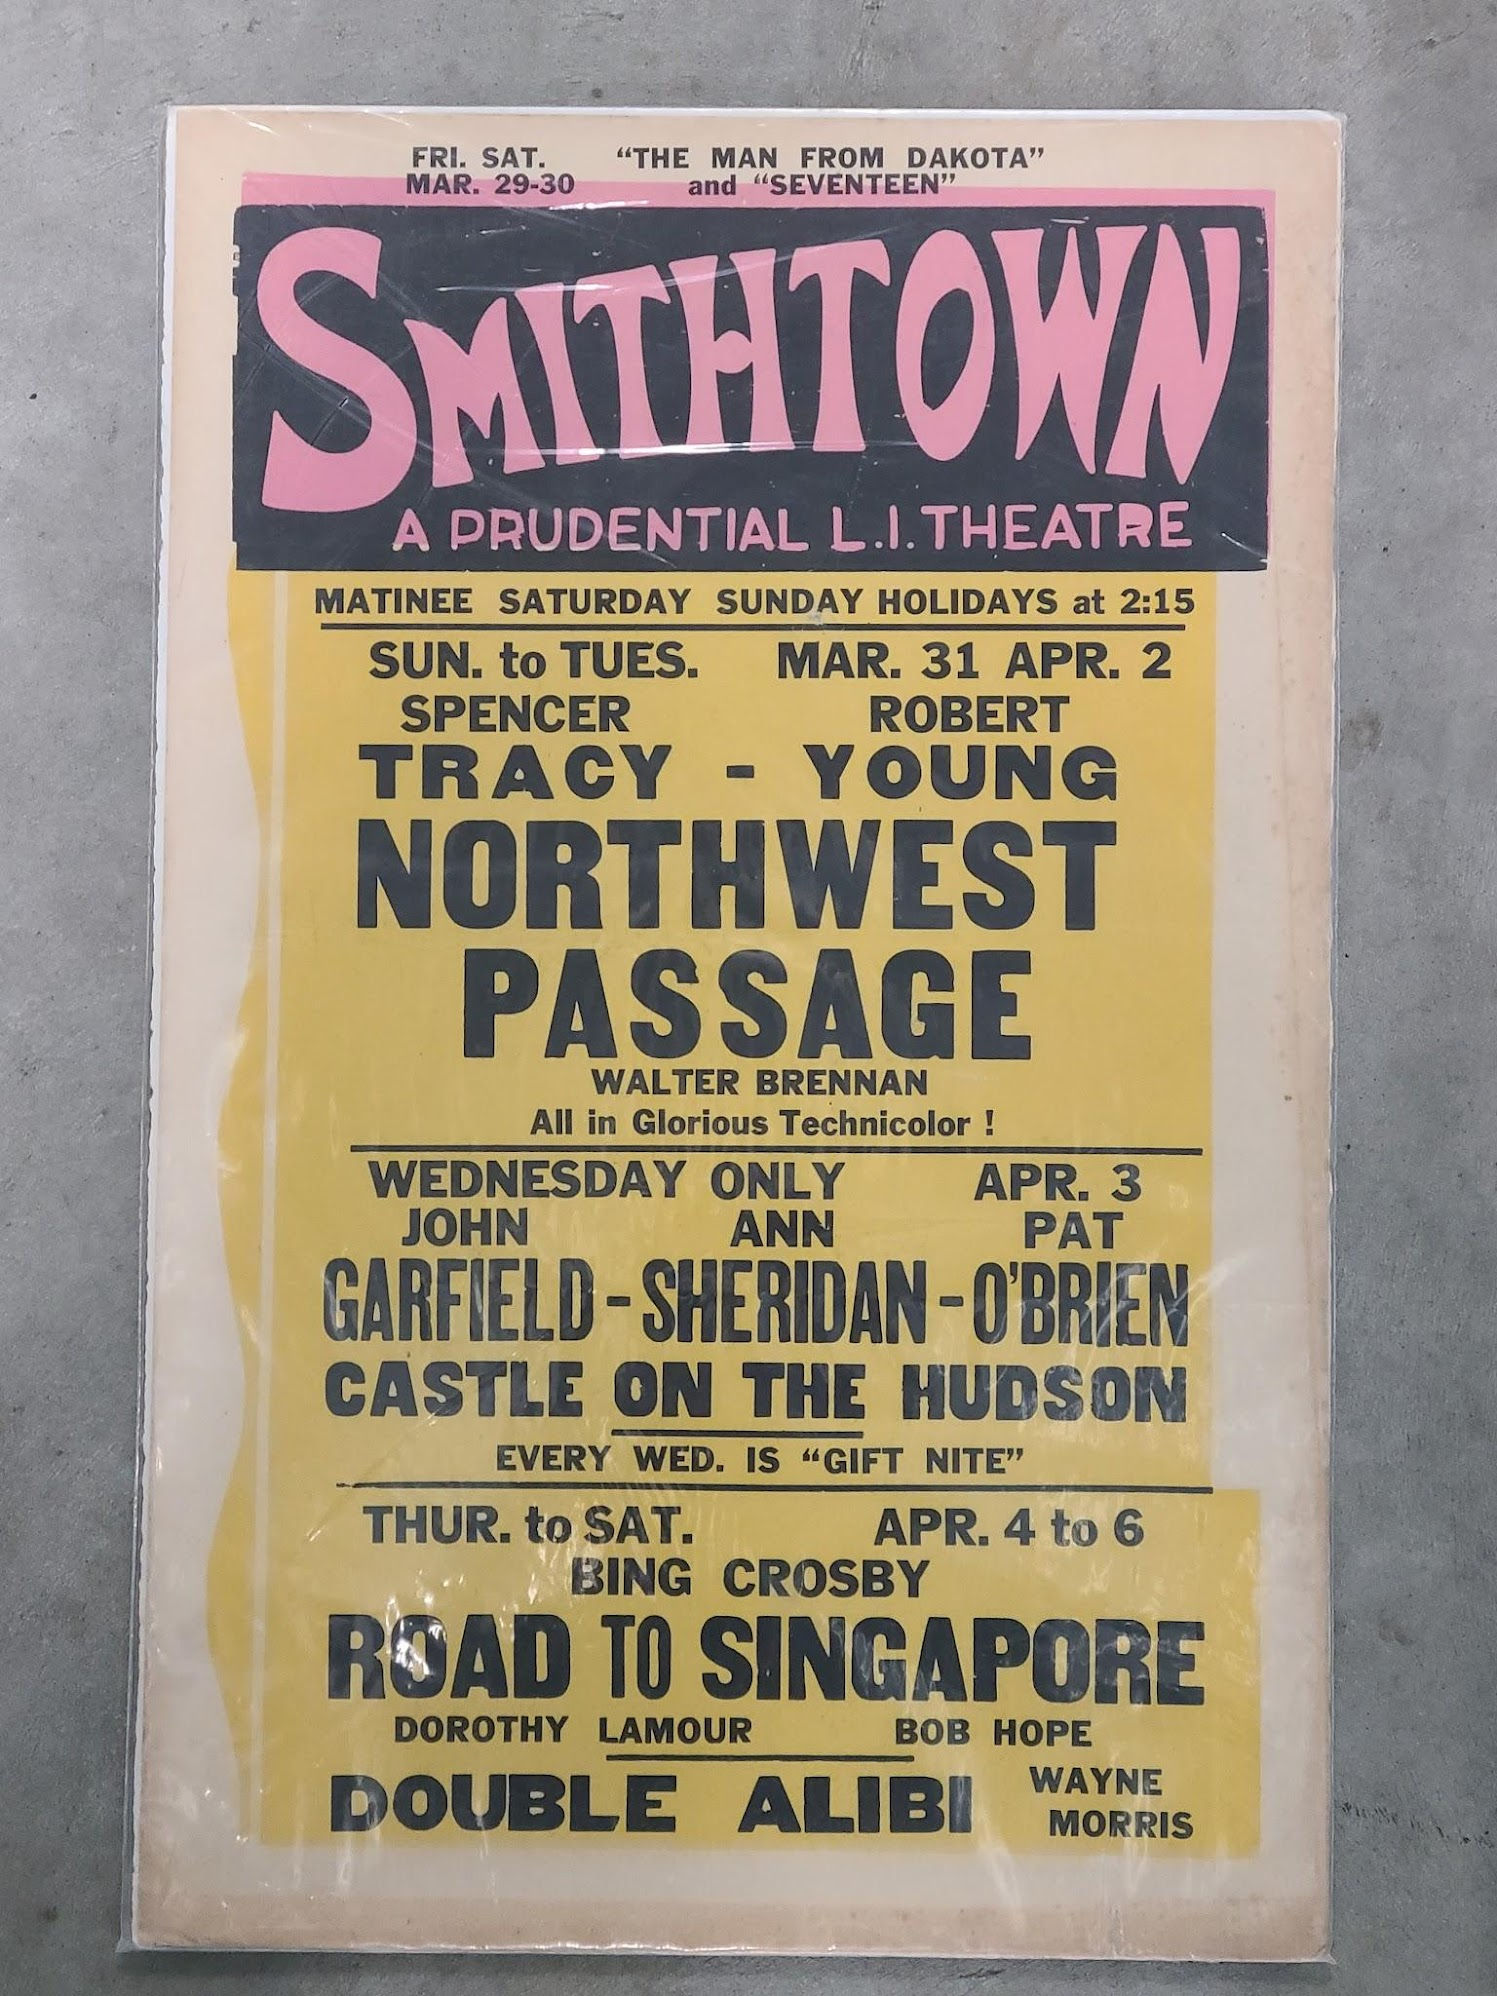 FRI. SAT. "THE MAN FROM DAKOTA"
MAR. 29-30 and "SEVENTEEN"
SMITHTOWN
A PRUDENTIAL L.I. THEATRE
MATINEE SATURDAY SUNDAY HOLIDAYS at 2:15
SUN. to TUES. MAR. 31 APR. 2
SPENCER ROBERT
TRACY - YOUNG
NORTHWEST
PASSAGE
WALTER BRENNAN
All in Glorious Technicolor !
WEDNESDAY ONLY APR. 3
JOHN ANN PAT
GARFIELD - SHERIDAN - O'BRIEN
CASTLE ON THE HUDSON
EVERY WED. IS "GIFT NITE"
THUR. to SAT. APR. 4 to 6
BING CROSBY
ROAD TO SINGAPORE
DOROTHY LAMOUR BOB HOPE
DOUBLE ALIBI WAYNE
MORRIS